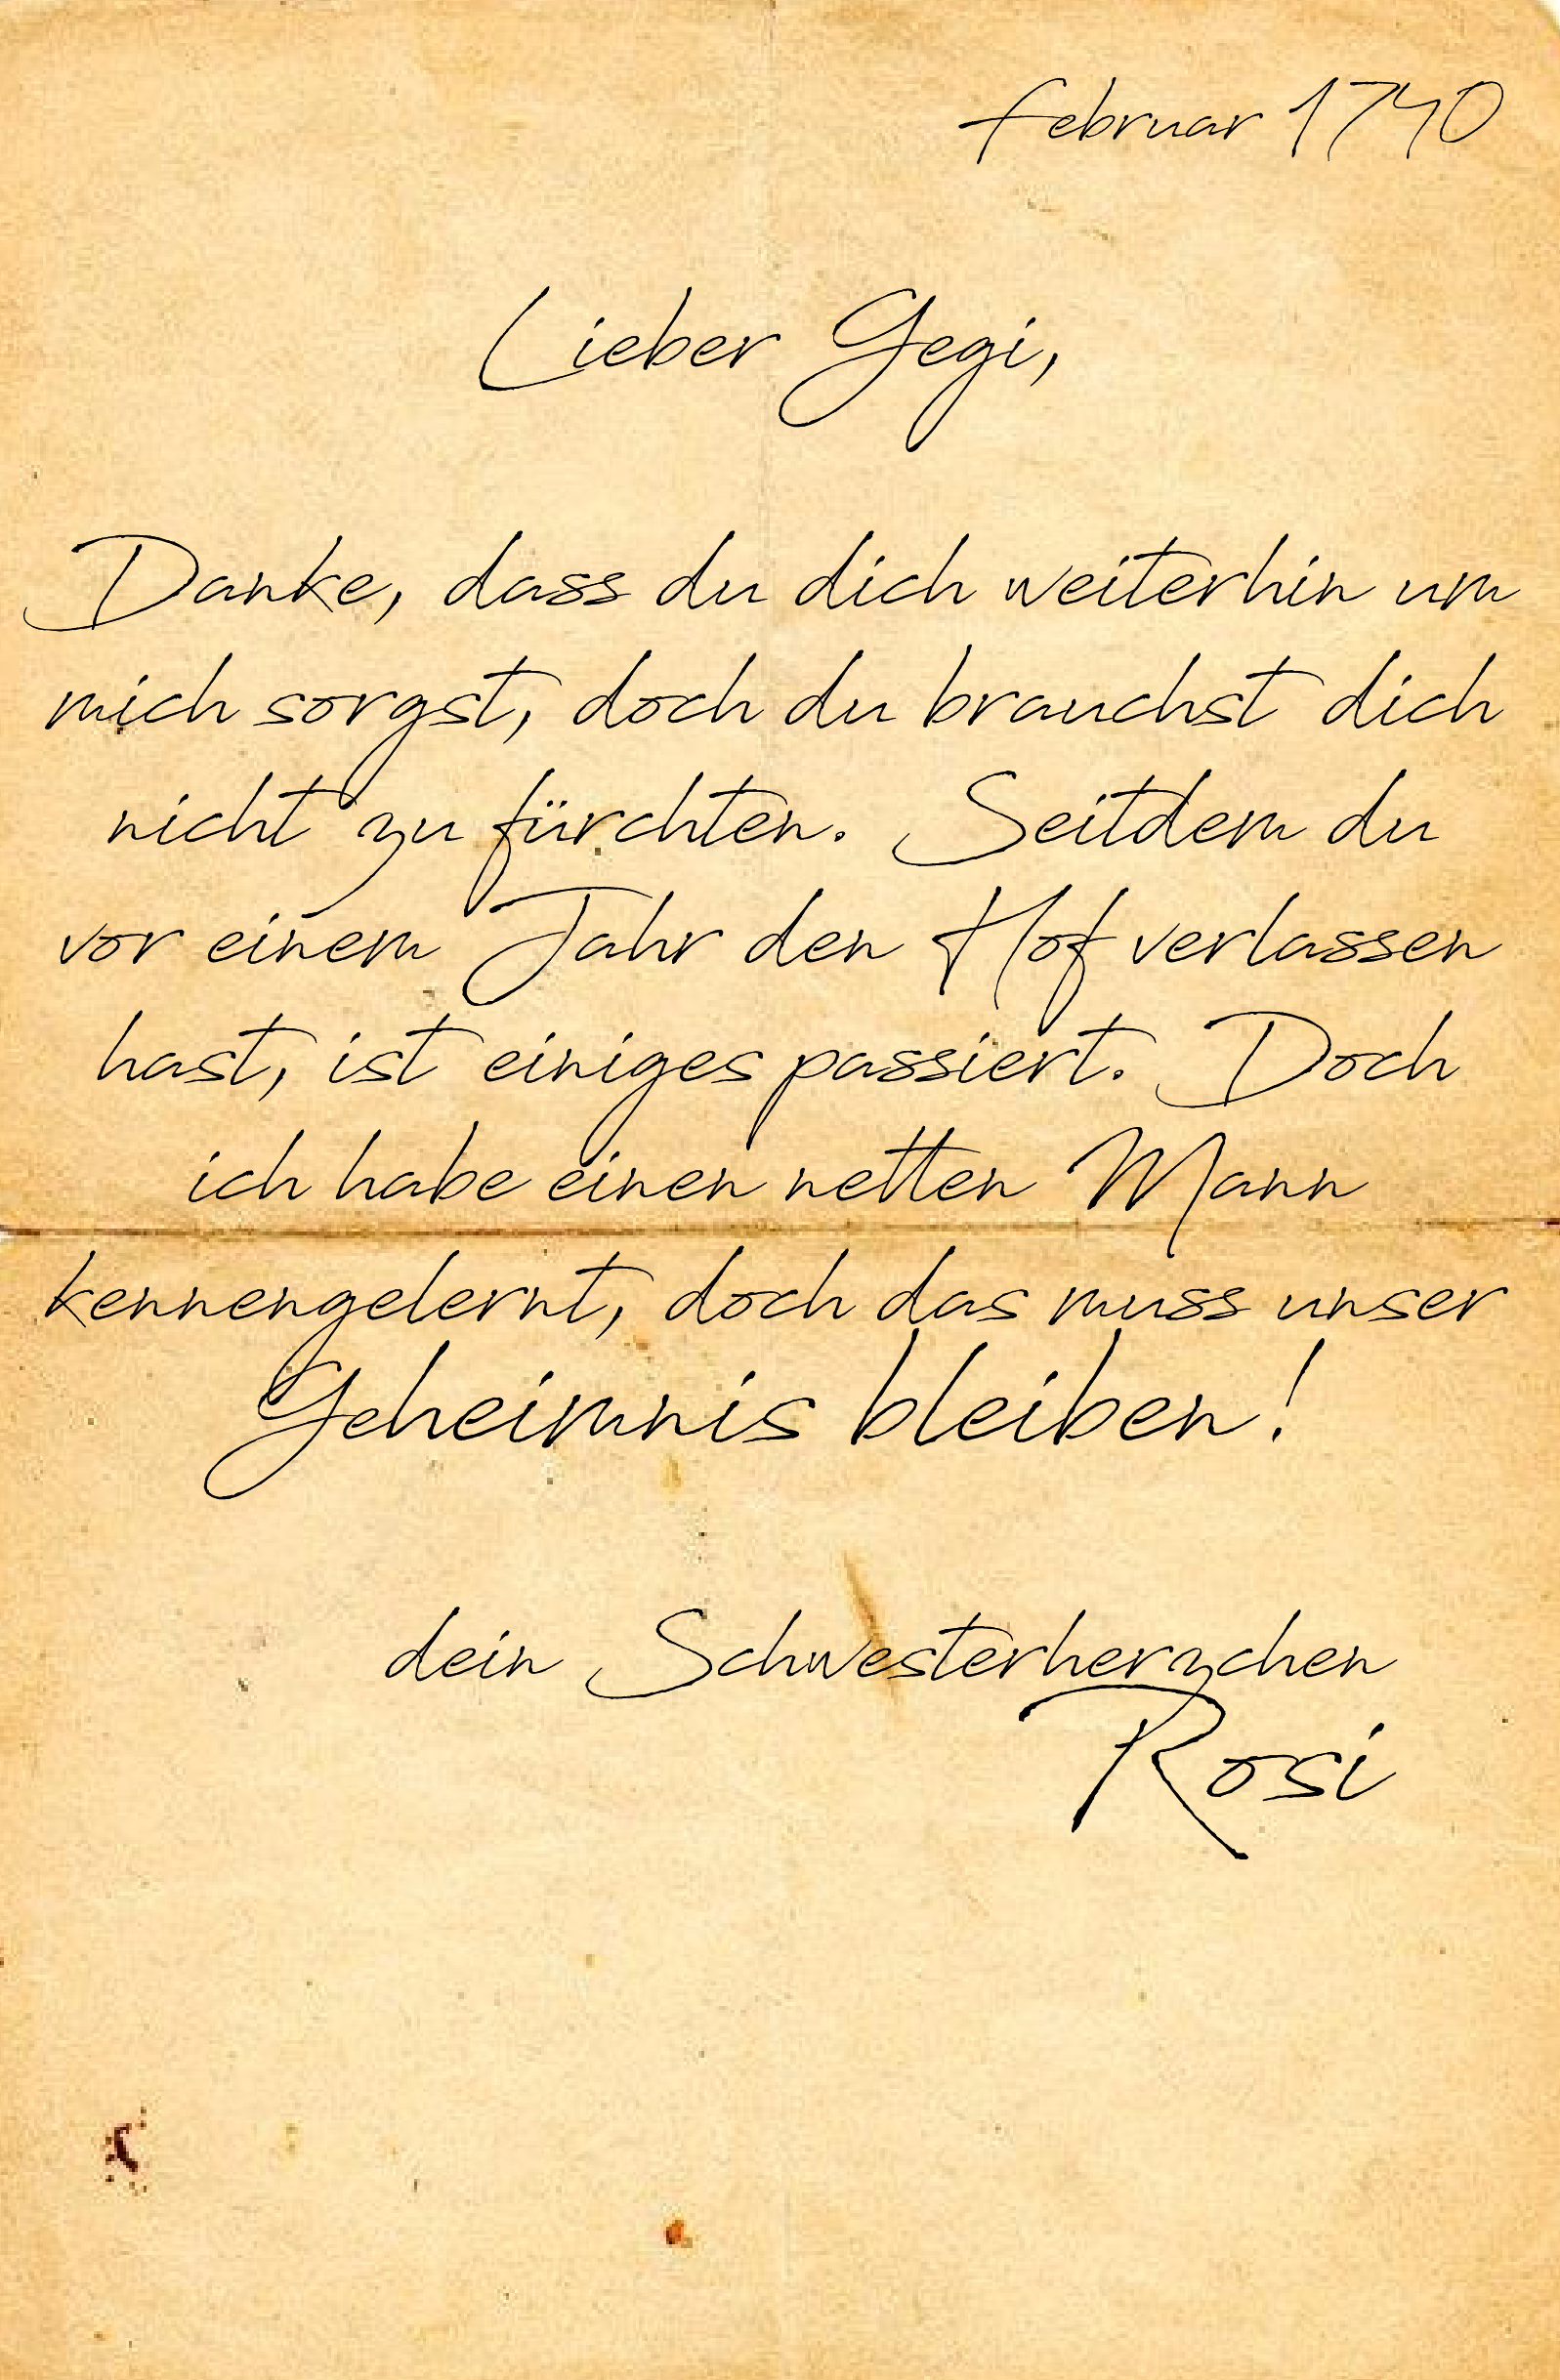 Februar 1740
Lieber Gegi,
Danke, dass du dich weiterhin um
mich sorgst, doch du brauchst dich
nicht zu fürchten. Seitdem du
vor einem Jahr den Hof verlassen
hast, ist einiges passiert. Doch
ich habe einen netten Mann
kennengelernt, doch das muss unser
Geheimnis bleiben!
dein Schwesterherzchen
Rosi